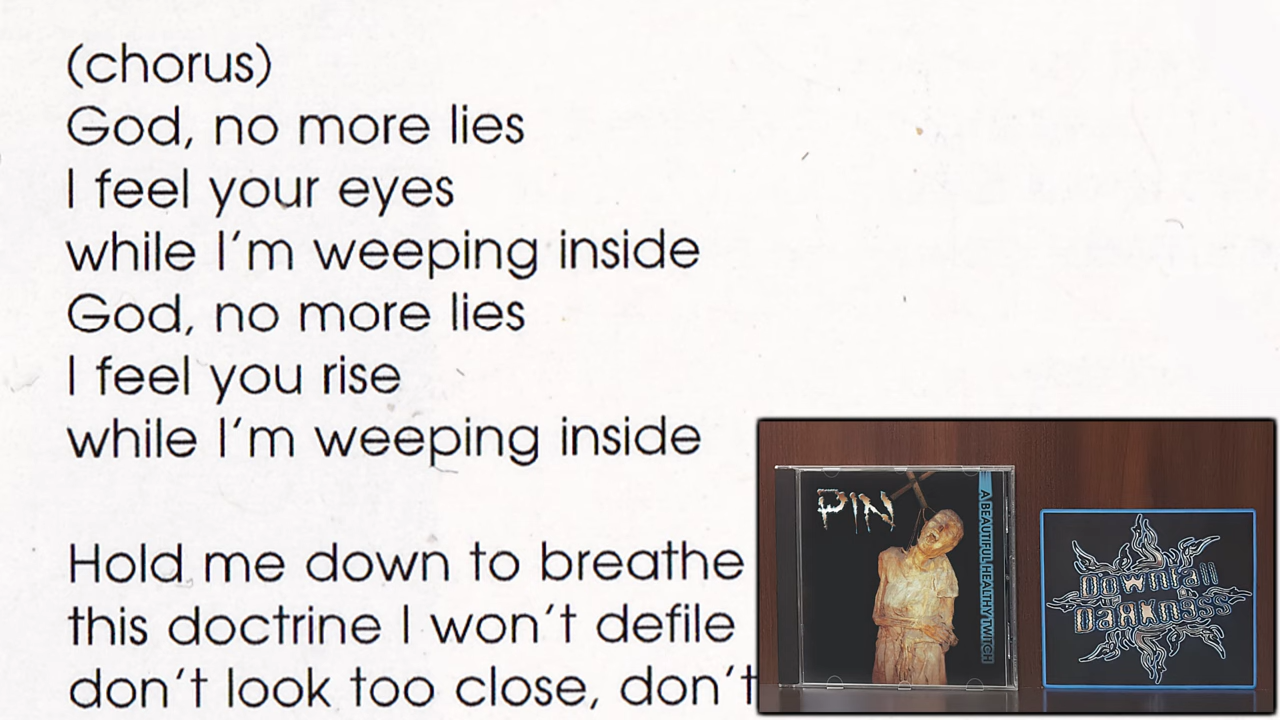 (chorus)
God, no more lies
I feel your eyes
while I'm weeping inside
God, no more lies
I feel you rise
while I'm weeping inside
Hold me down to breathe
this doctrine I won't defile
don't look too close, don't
PIN
A BEAUTIFUL HEALTHY TWITCH
Downfall
in
Darkness